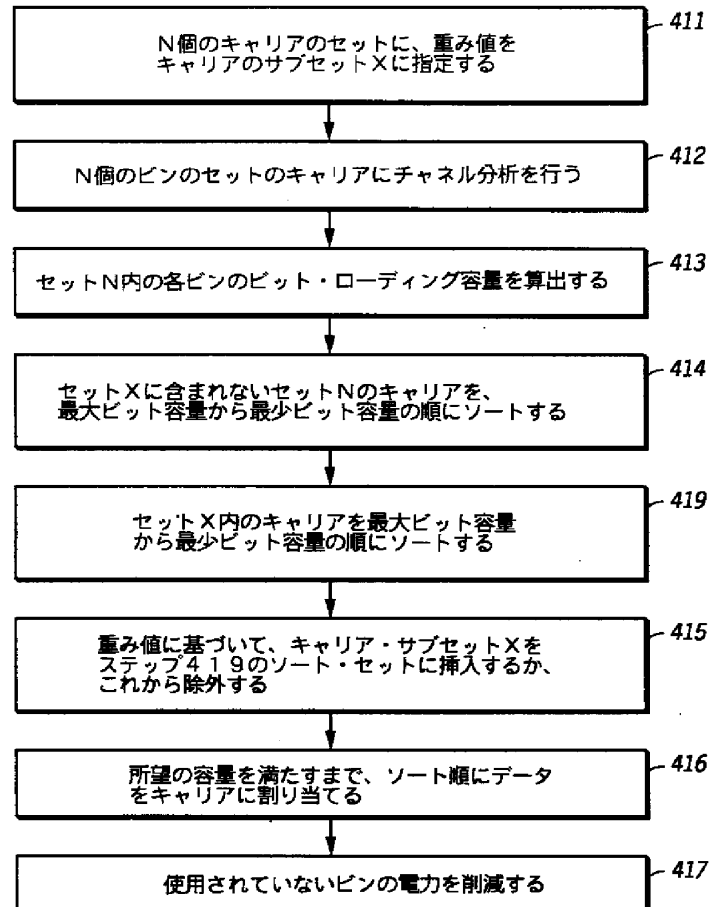 N個のキャリアのセットに、重み値を
キャリアのサブセットXに指定する
411
N個のビンのセットのキャリアにチャネル分析を行う
412
セットN内の各ビンのビット・ローディング容量を算出する
413
セットXに含まれないセットNのキャリアを、
最大ビット容量から最少ビット容量の順にソートする
414
セットX内のキャリアを最大ビット容量
から最少ビット容量の順にソートする
419
重み値に基づいて、キャリア・サブセットXを
ステップ419のソート・セットに挿入するか、
これから除外する
415
所望の容量を満たすまで、ソート順にデータ
をキャリアに割り当てる
416
使用されていないビンの電力を削減する
417